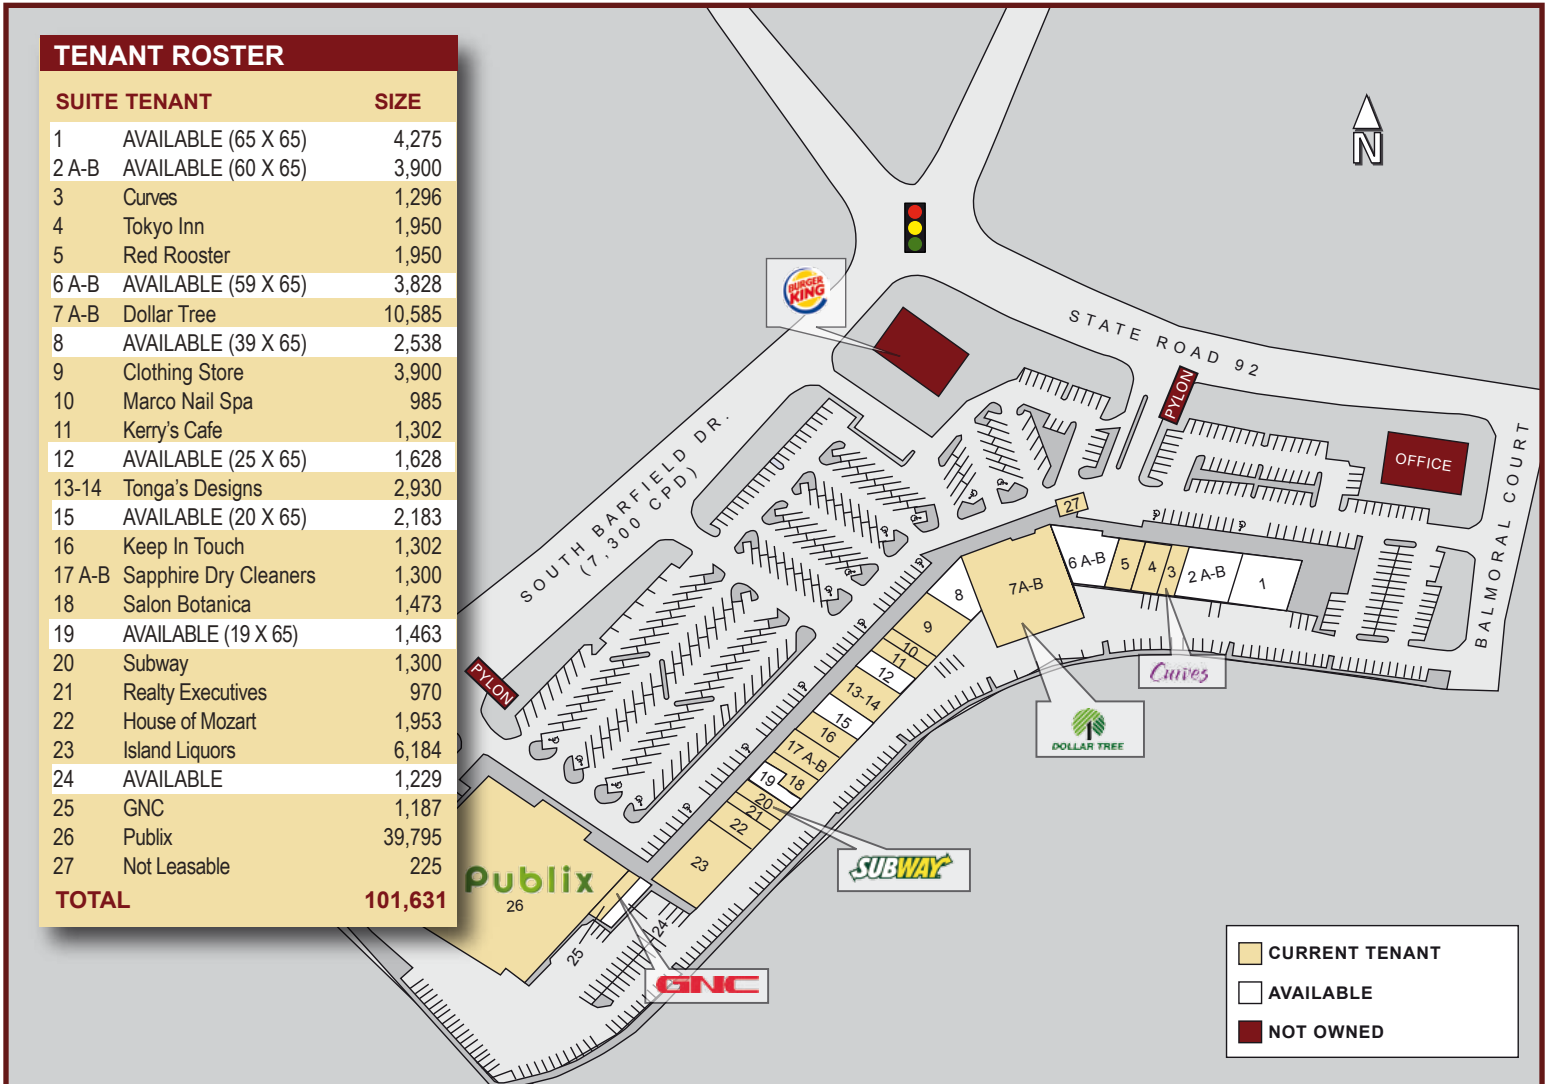 TENANT ROSTER
SUITE TENANT SIZE
1 AVAILABLE (65 X 65) 4,275
2 A-B AVAILABLE (60 X 65) 3,900
3 Curves 1,296
4 Tokyo Inn 1,950
5 Red Rooster 1,950
6 A-B AVAILABLE (59 X 65) 3,828
7 A-B Dollar Tree 10,585
8 AVAILABLE (39 X 65) 2,538
9 Clothing Store 3,900
10 Marco Nail Spa 985
11 Kerry's Cafe 1,302
12 AVAILABLE (25 X 65) 1,628
13-14 Tonga's Designs 2,930
15 AVAILABLE (20 X 65) 2,183
16 Keep In Touch 1,302
17 A-B Sapphire Dry Cleaners 1,300
18 Salon Botanica 1,473
19 AVAILABLE (19 X 65) 1,463
20 Subway 1,300
21 Realty Executives 970
22 House of Mozart 1,953
23 Island Liquors 6,184
24 AVAILABLE 1,229
25 GNC 1,187
26 Publix 39,795
27 Not Leasable 225
TOTAL 101,631
N
BURGER KING
STATE ROAD 92
PYLON
OFFICE
BALMORAL COURT
SOUTH BARFIELD DR.
(7,300 CPD)
PYLON
27
6 A-B
5
4
3
2 A-B
1
7A-B
8
9
10
11
12
13-14
15
16
17 A-B
18
19
20
21
22
23
24
25
Publix
26
Curves
DOLLAR TREE
SUBWAY
GNC
CURRENT TENANT
AVAILABLE
NOT OWNED